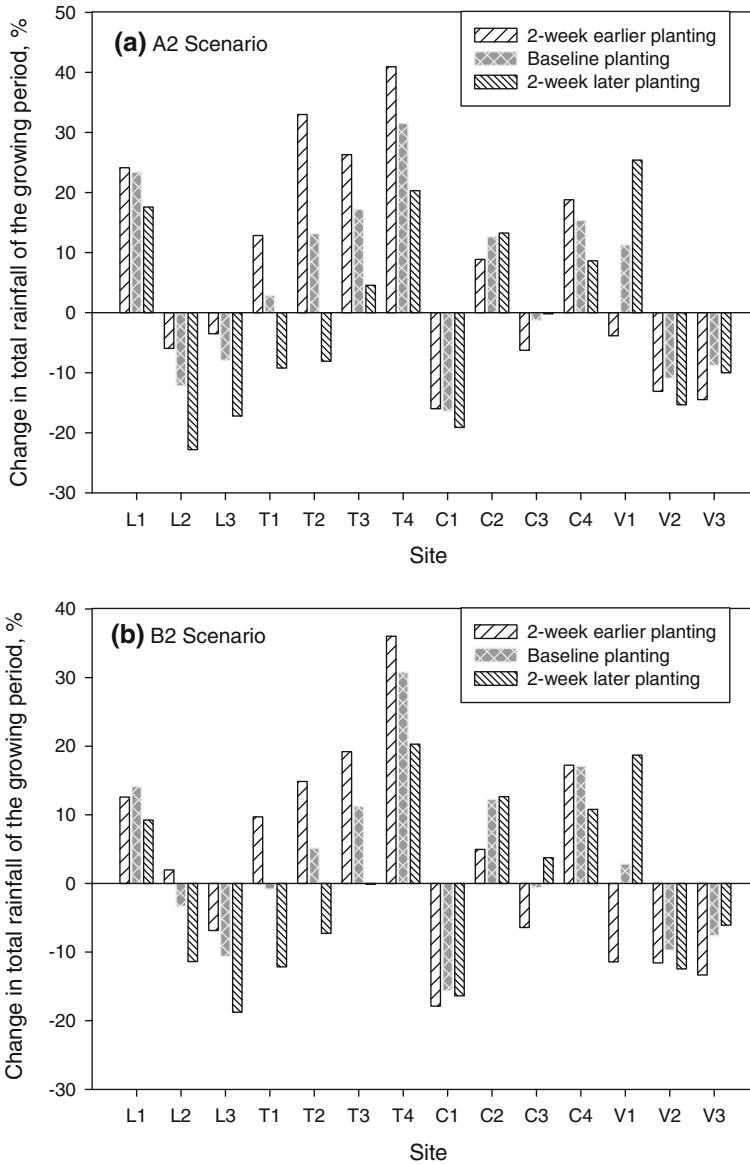 (a) A2 Scenario
2-week earlier planting
Baseline planting
2-week later planting
Change in total rainfall of the growing period, %
50
40
30
20
10
0
-10
-20
-30
L1 L2 L3 T1 T2 T3 T4 C1 C2 C3 C4 V1 V2 V3
Site
(b) B2 Scenario
2-week earlier planting
Baseline planting
2-week later planting
Change in total rainfall of the growing period, %
40
30
20
10
0
-10
-20
-30
L1 L2 L3 T1 T2 T3 T4 C1 C2 C3 C4 V1 V2 V3
Site